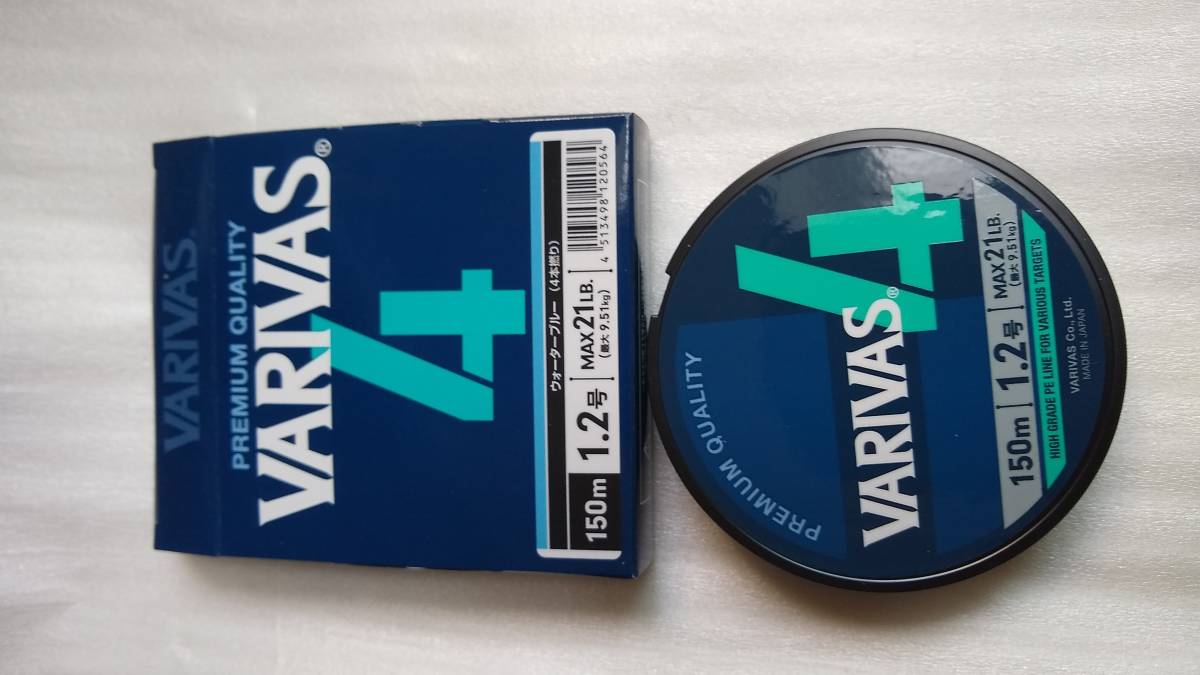 VARIVAS
PREMIUM QUALITY
VARIVAS®
4
ウォーターブルー (4本撚り)
150m 1.2号 MAX21LB.
(最大 9.51kg)
4 513498 120564
PREMIUM QUALITY
4
VARIVAS®
150m 1.2号 MAX21LB.
(最大 9.51kg)
HIGH GRADE PE LINE FOR VARIOUS TARGETS
VARIVAS Co., Ltd.
MADE IN JAPAN